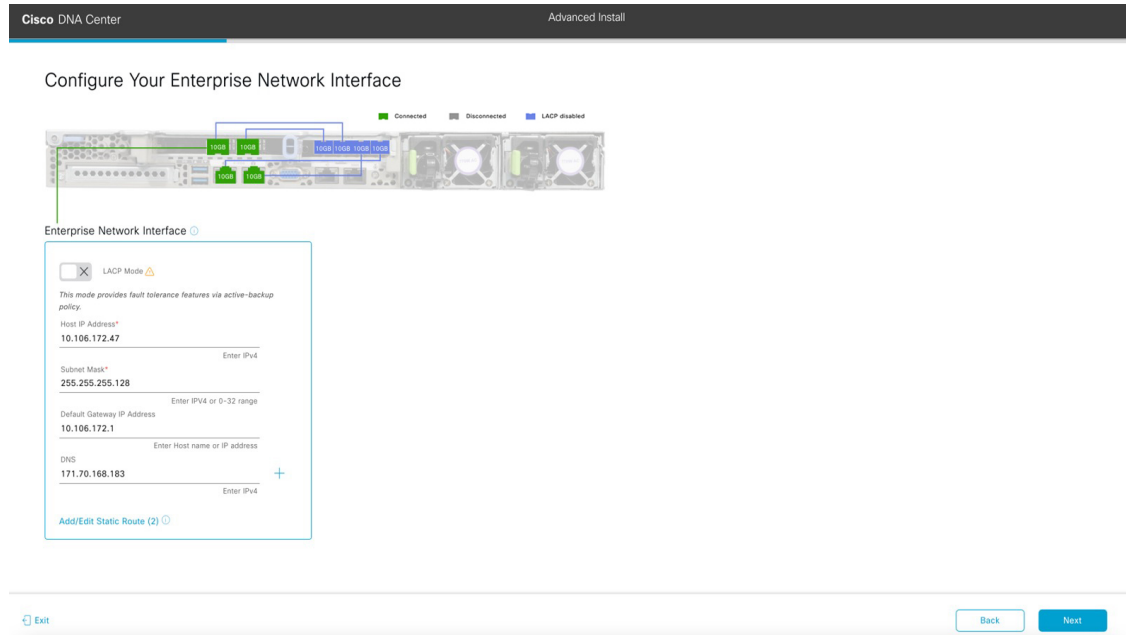 Cisco DNA Center
Advanced Install
Configure Your Enterprise Network Interface
Connected
Disconnected
LACP disabled
10GB 10GB
10GB 10GB 10GB 10GB
10GB 10GB
Enterprise Network Interface
LACP Mode
This mode provides fault tolerance features via active-backup
policy.
Host IP Address*
10.106.172.47
Enter IPv4
Subnet Mask*
255.255.255.128
Enter IPV4 or 0~32 range
Default Gateway IP Address
10.106.172.1
Enter Host name or IP address
DNS
171.70.168.183
Enter IPv4
Add/Edit Static Route (2)
Exit
Back
Next